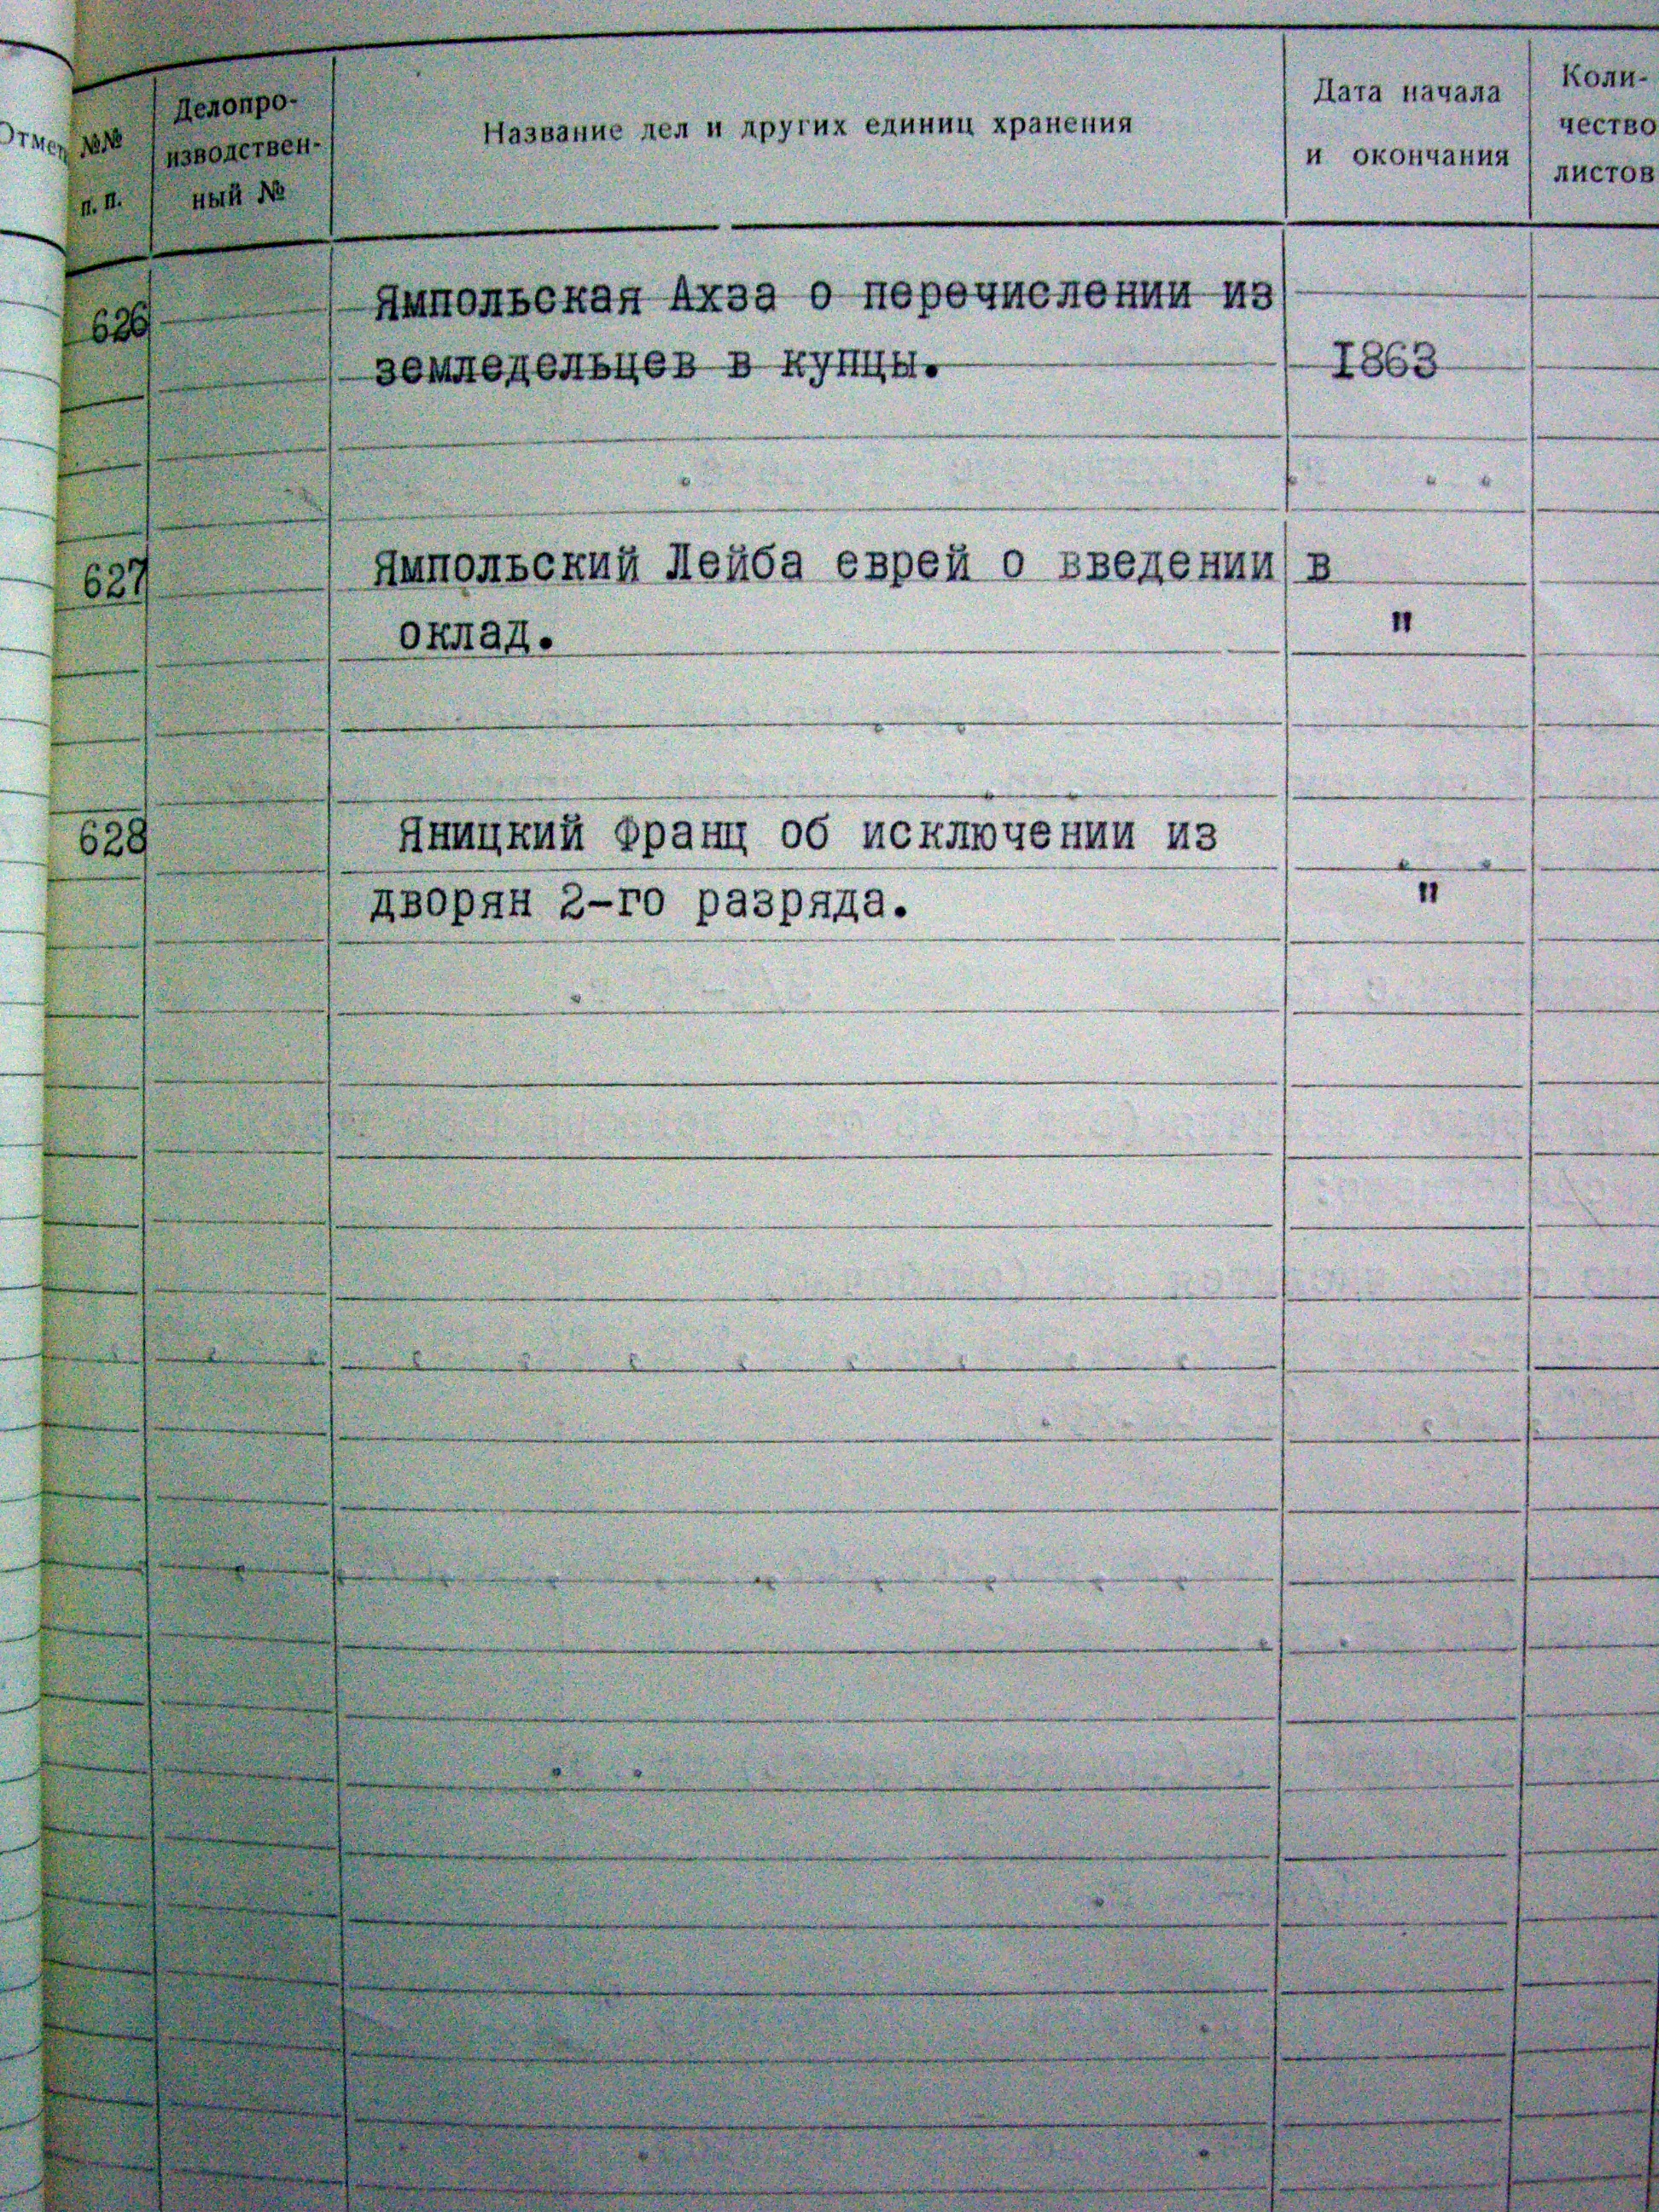 №№
п.п.
Делопро-
изводствен-
ный №
Название дел и других единиц хранения
Дата начала
и окончания
Коли-
чество
листов
626
Ямпольская Ахза о перечислении из
земледельцев в купцы.
1863
627
Ямпольский Лейба еврей о введении в
оклад.
"
628
Яницкий Франц об исключении из
дворян 2-го разряда.
"